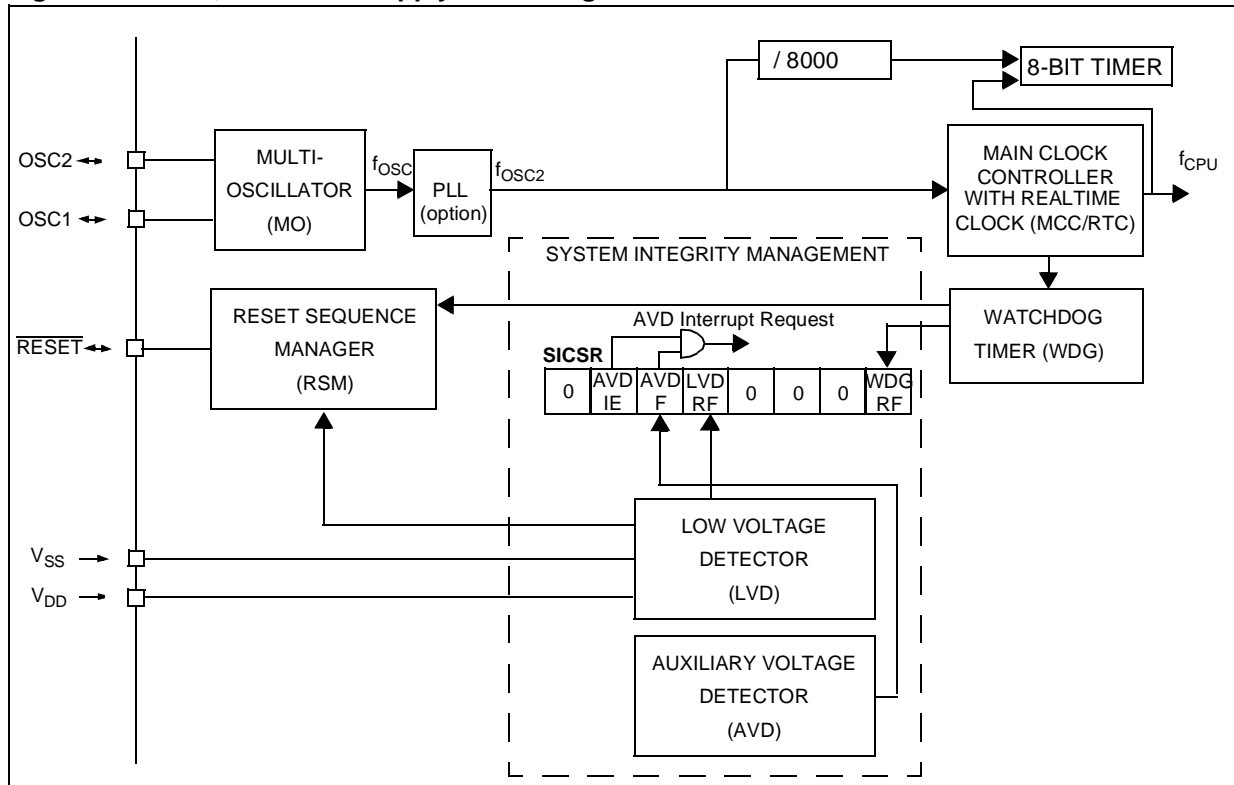 / 8000
8-BIT TIMER
OSC2
OSC1
MULTI-
OSCILLATOR
(MO)
fOSC
PLL
(option)
fOSC2
MAIN CLOCK
CONTROLLER
WITH REALTIME
CLOCK (MCC/RTC)
fCPU
SYSTEM INTEGRITY MANAGEMENT
RESET
RESET SEQUENCE
MANAGER
(RSM)
AVD Interrupt Request
WATCHDOG
TIMER (WDG)
SICSR
0 AVD IE AVD F LVD RF 0 0 0 WDG RF
VSS
VDD
LOW VOLTAGE
DETECTOR
(LVD)
AUXILIARY VOLTAGE
DETECTOR
(AVD)